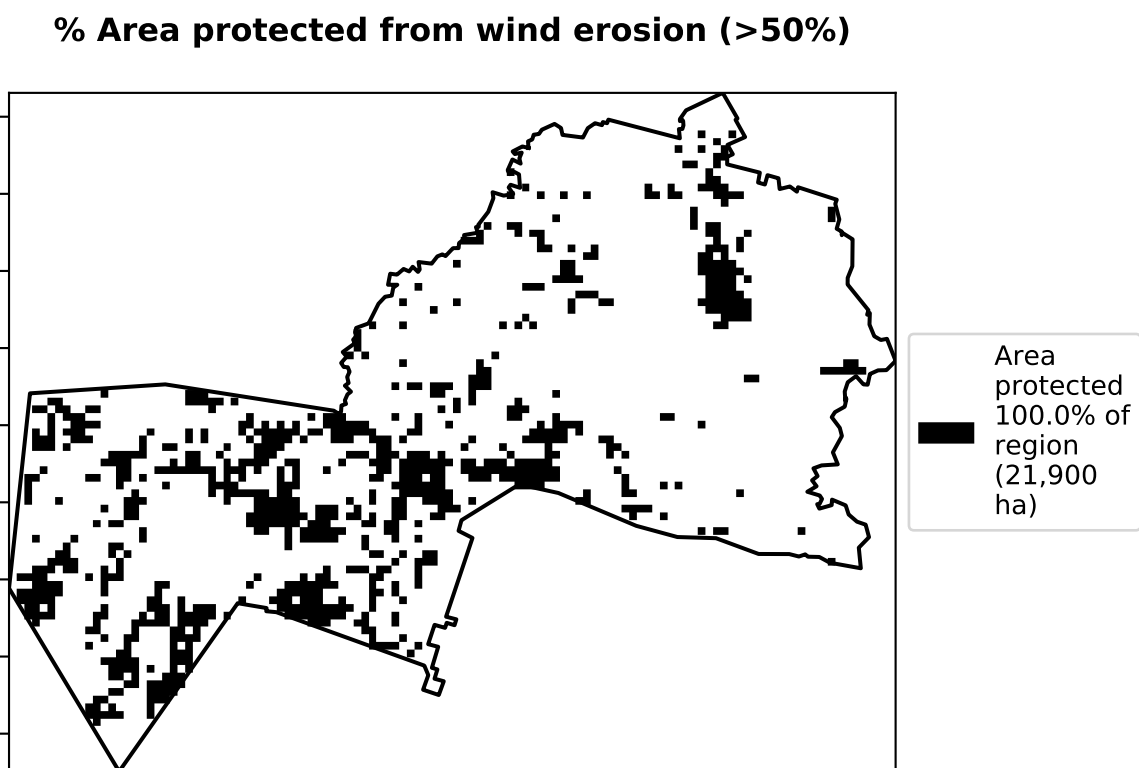 % Area protected from wind erosion (>50%)
Area
protected
100.0% of
region
(21,900
ha)